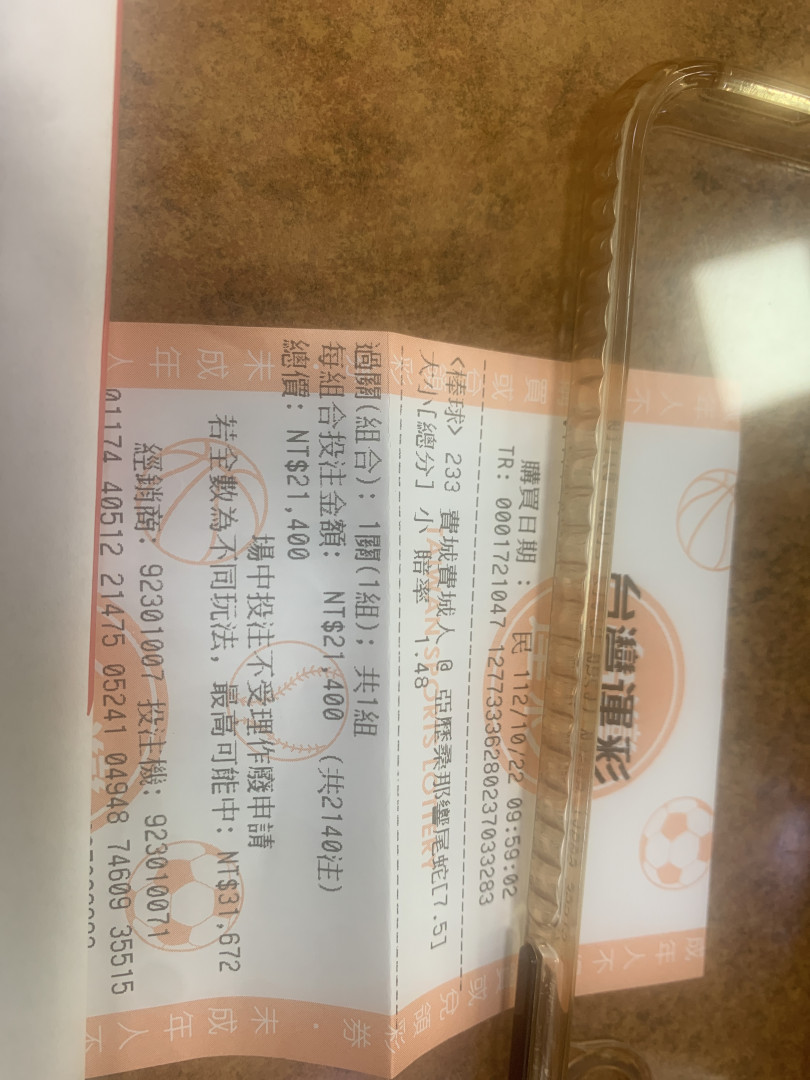 台灣運彩
購買日期： 民 112/10/22 09:59:02
TR: 0001721047 1277333628023703328​3
<棒球> 233 費城費城人 @ 亞歷桑那響尾蛇[7.5]
大小[總分] 小 賠率 1.48
TAIWAN SPORTS LOTTERY
過關(組合): 1關(1組); 共1組
每組合投注金額: NT$21,400 (共2140注)
總價: NT$21,400
場中投注不受理作廢申請
若全數為不同玩法, 最高可能中: NT$31,672
經銷商: 92301007 投注機: 923010071
01174 40512 21475 05241 04948 74609 35515